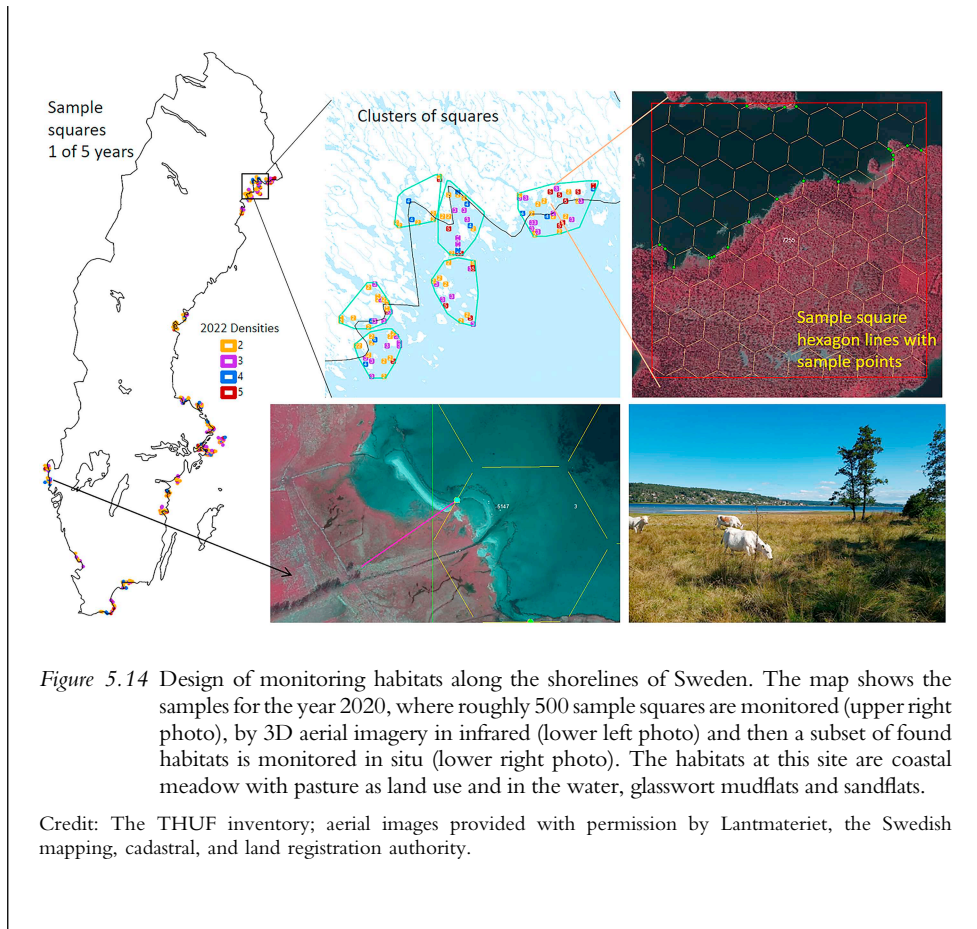 Sample
squares
1 of 5 years
Clusters of squares
2022 Densities
2
3
4
5
7255
Sample square
hexagon lines with
sample points
5147
3
Figure 5.14 Design of monitoring habitats along the shorelines of Sweden. The map shows the
samples for the year 2020, where roughly 500 sample squares are monitored (upper right
photo), by 3D aerial imagery in infrared (lower left photo) and then a subset of found
habitats is monitored in situ (lower right photo). The habitats at this site are coastal
meadow with pasture as land use and in the water, glasswort mudflats and sandflats.
Credit: The THUF inventory; aerial images provided with permission by Lantmateriet, the Swedish
mapping, cadastral, and land registration authority.